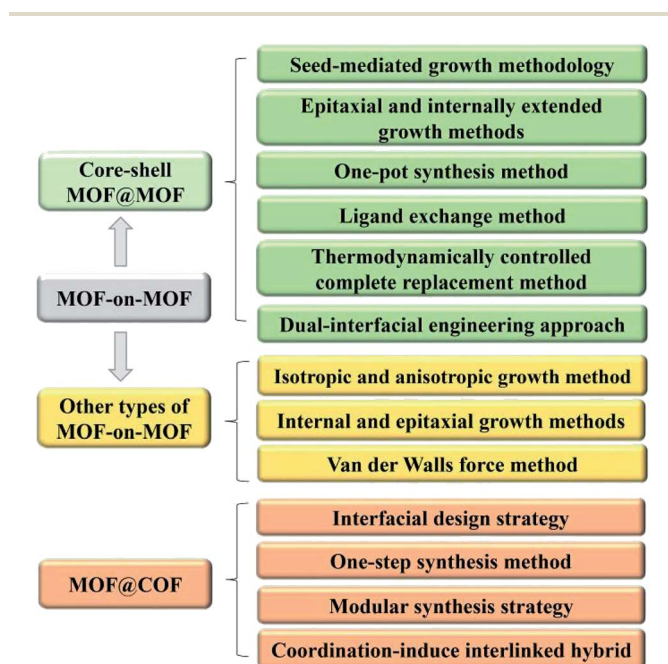 Core-shell
MOF@MOF
Seed-mediated growth methodology
Epitaxial and internally extended
growth methods
One-pot synthesis method
Ligand exchange method
Thermodynamically controlled
complete replacement method
Dual-interfacial engineering approach
MOF-on-MOF
Other types of
MOF-on-MOF
Isotropic and anisotropic growth method
Internal and epitaxial growth methods
Van der Walls force method
MOF@COF
Interfacial design strategy
One-step synthesis method
Modular synthesis strategy
Coordination-induce interlinked hybrid